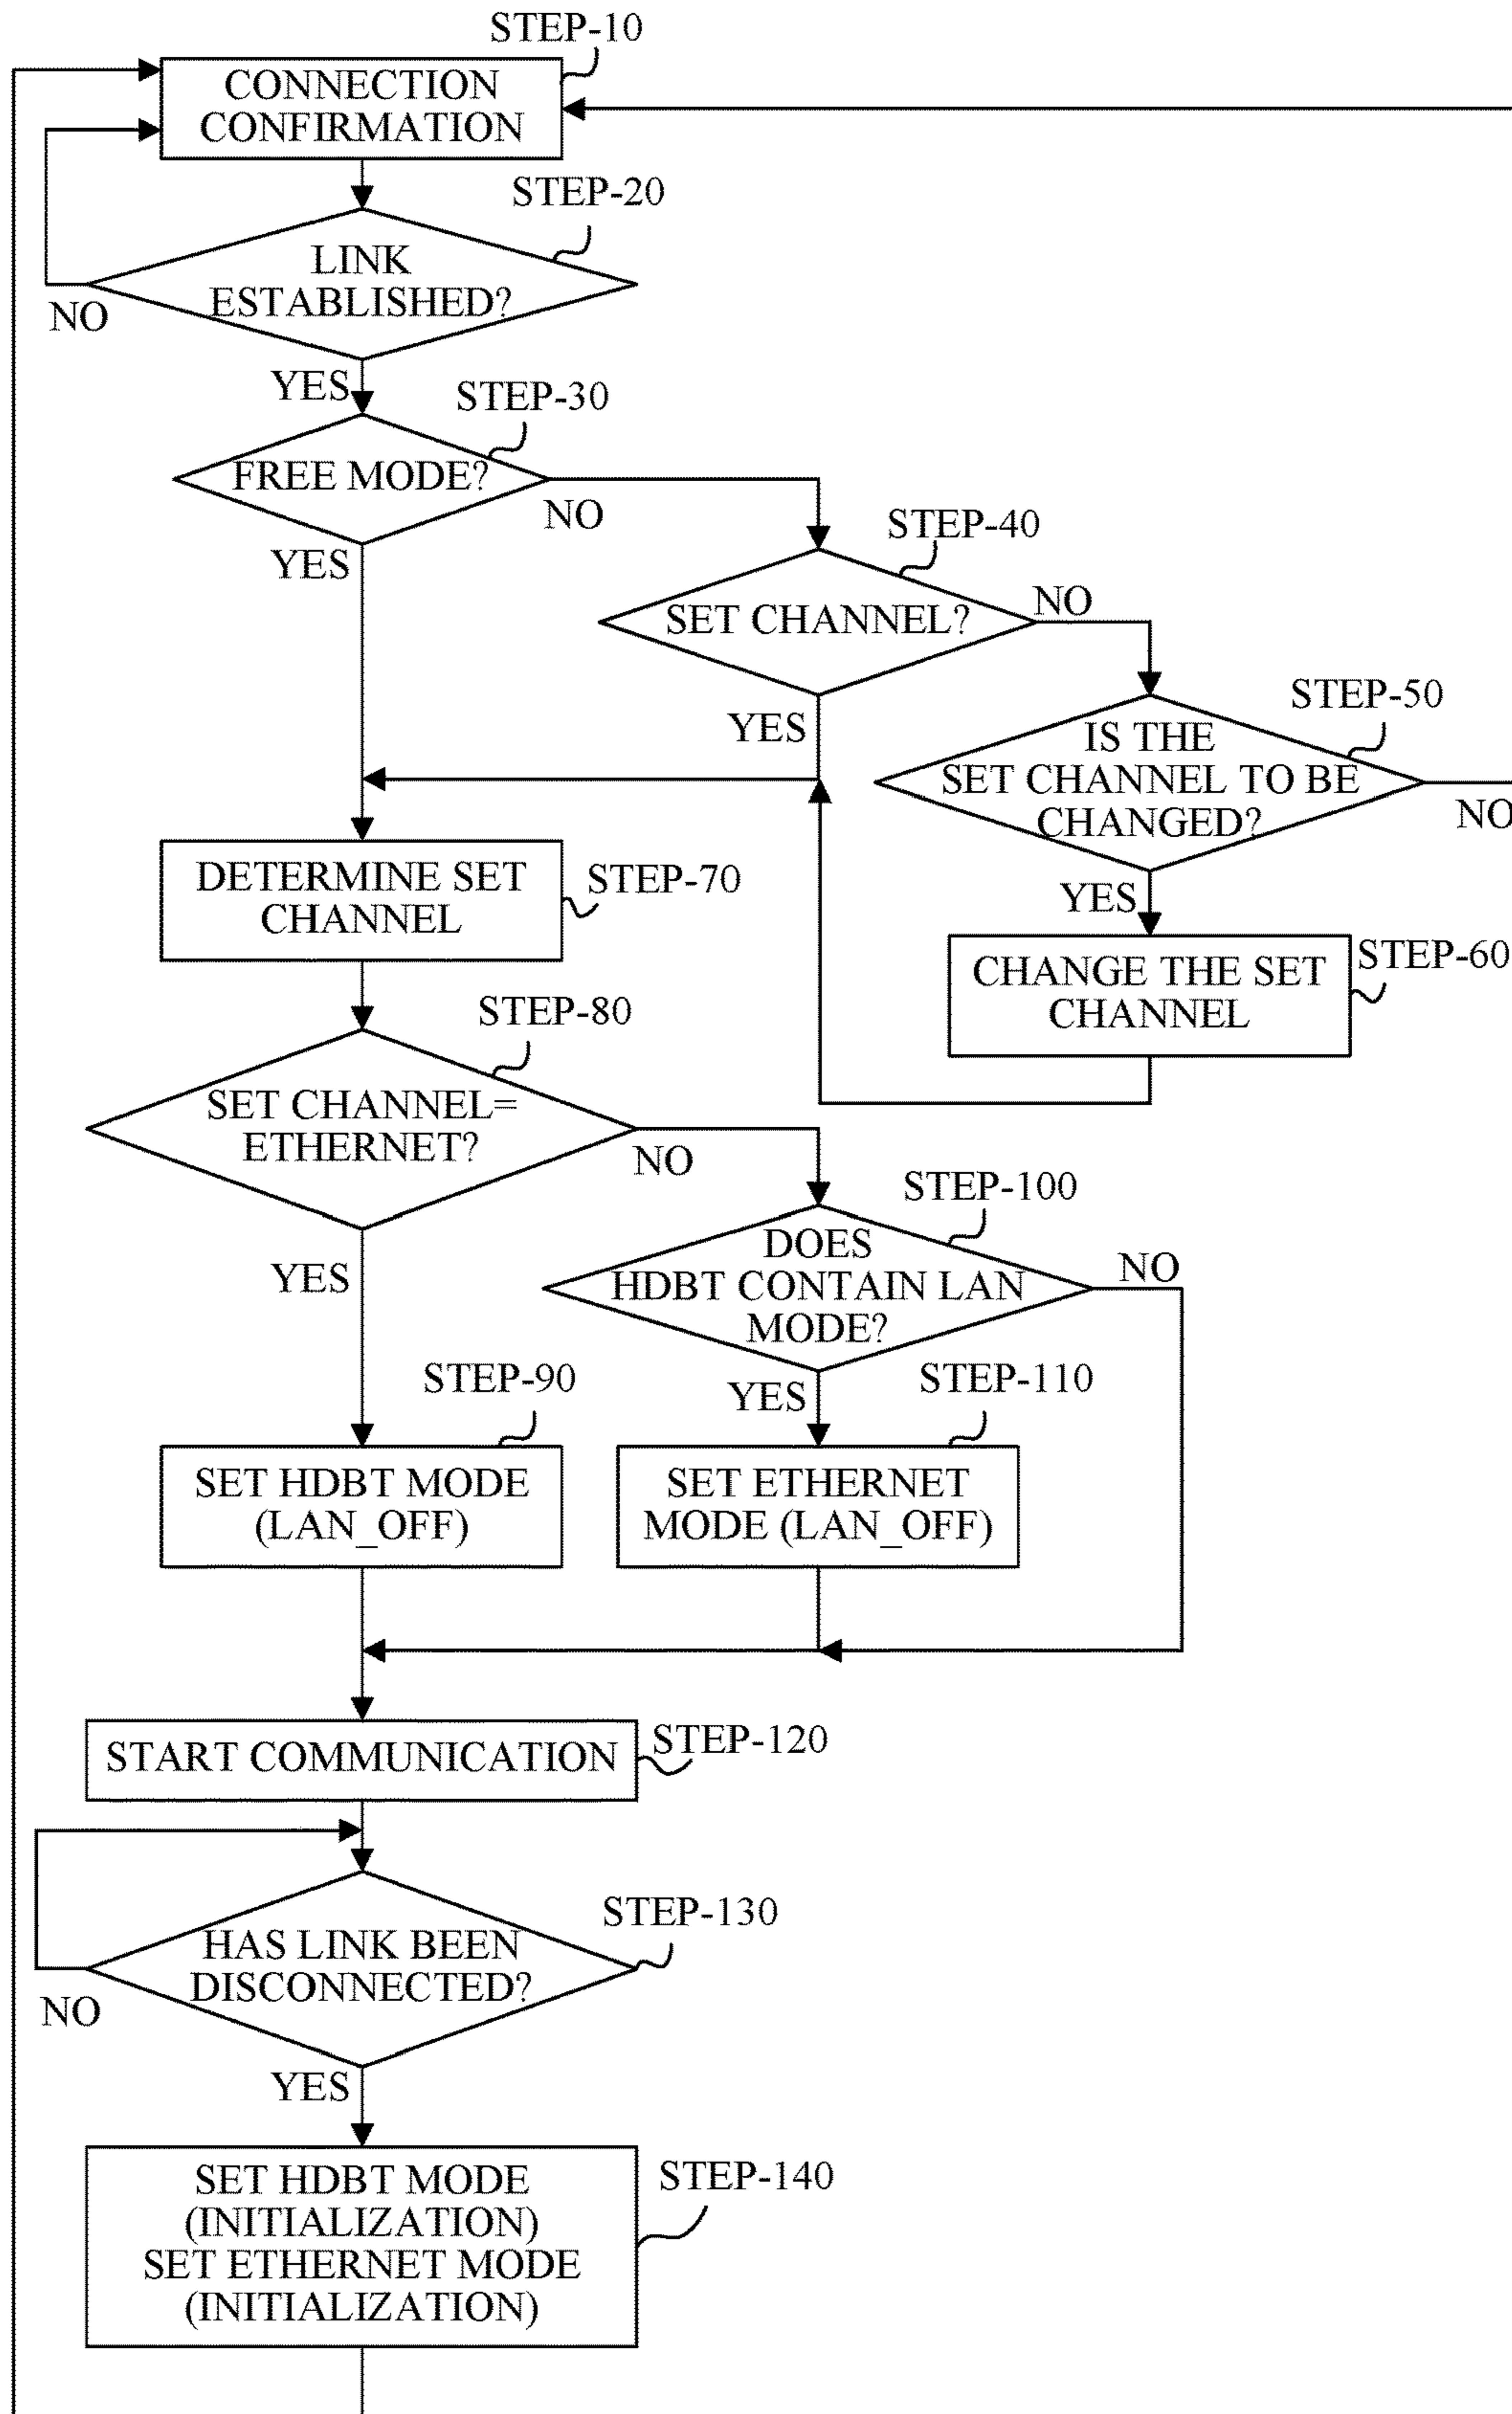 STEP-10
CONNECTION
CONFIRMATION
STEP-20
LINK
ESTABLISHED?
NO
YES
STEP-30
FREE MODE?
NO
YES
STEP-40
SET CHANNEL?
NO
YES
STEP-50
IS THE
SET CHANNEL TO BE
CHANGED?
NO
YES
STEP-60
CHANGE THE SET
CHANNEL
DETERMINE SET
CHANNEL
STEP-70
STEP-80
SET CHANNEL=
ETHERNET?
NO
YES
STEP-100
DOES
HDBT CONTAIN LAN
MODE?
NO
YES
STEP-90
SET HDBT MODE
(LAN_OFF)
STEP-110
SET ETHERNET
MODE (LAN_OFF)
START COMMUNICATION
STEP-120
STEP-130
HAS LINK BEEN
DISCONNECTED?
NO
YES
STEP-140
SET HDBT MODE
(INITIALIZATION)
SET ETHERNET MODE
(INITIALIZATION)